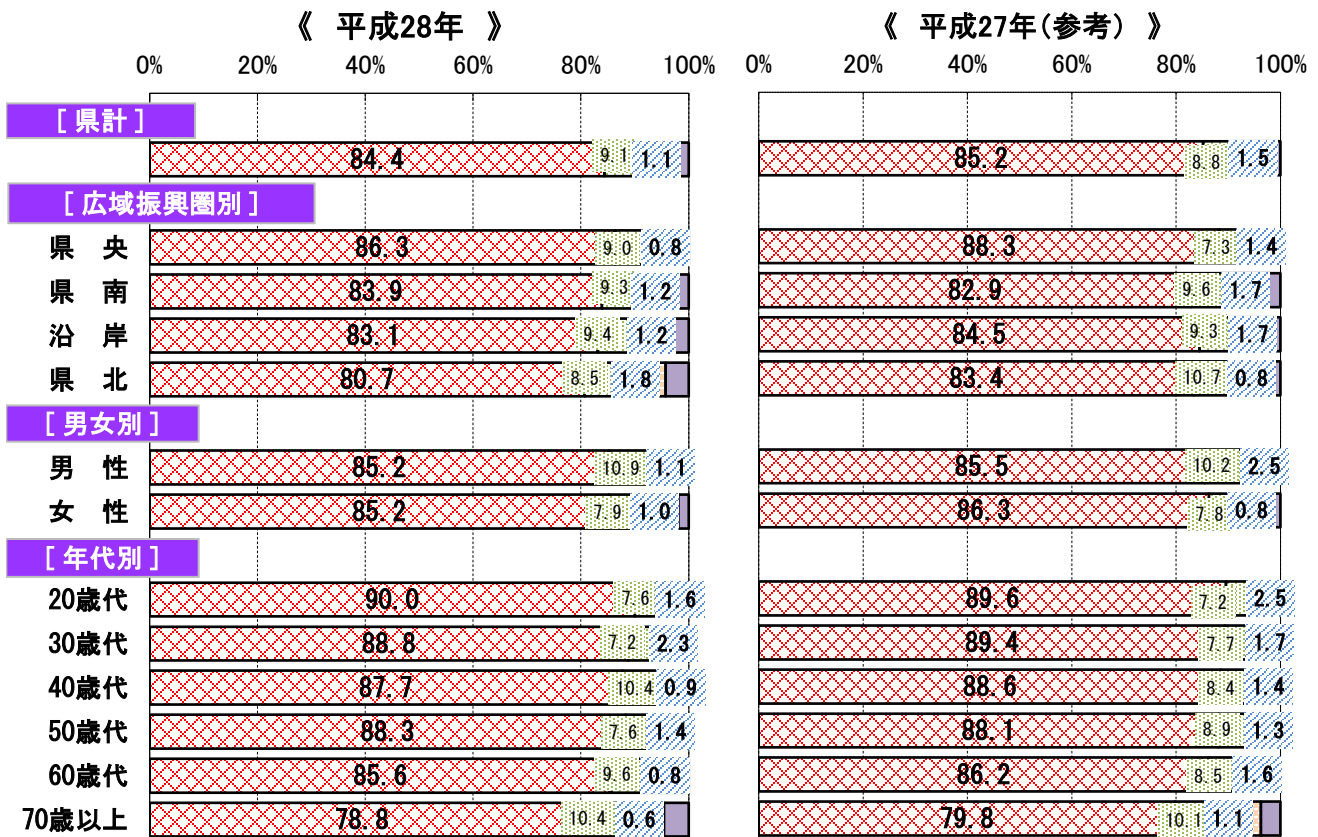 《 平成28年 》 《 平成27年（参考） 》
0% 20% 40% 60% 80% 100% 0% 20% 40% 60% 80% 100%
[ 県計 ]
84.4 9.1 1.1 85.2 8.8 1.5
[ 広域振興圏別 ]
県 央 86.3 9.0 0.8 88.3 7.3 1.4
県 南 83.9 9.3 1.2 82.9 9.6 1.7
沿 岸 83.1 9.4 1.2 84.5 9.3 1.7
県 北 80.7 8.5 1.8 83.4 10.7 0.8
[ 男女別 ]
男 性 85.2 10.9 1.1 85.5 10.2 2.5
女 性 85.2 7.9 1.0 86.3 7.8 0.8
[ 年代別 ]
20歳代 90.0 7.6 1.6 89.6 7.2 2.5
30歳代 88.8 7.2 2.3 89.4 7.7 1.7
40歳代 87.7 10.4 0.9 88.6 8.4 1.4
50歳代 88.3 7.6 1.4 88.1 8.9 1.3
60歳代 85.6 9.6 0.8 86.2 8.5 1.6
70歳以上 78.8 10.4 0.6 79.8 10.1 1.1